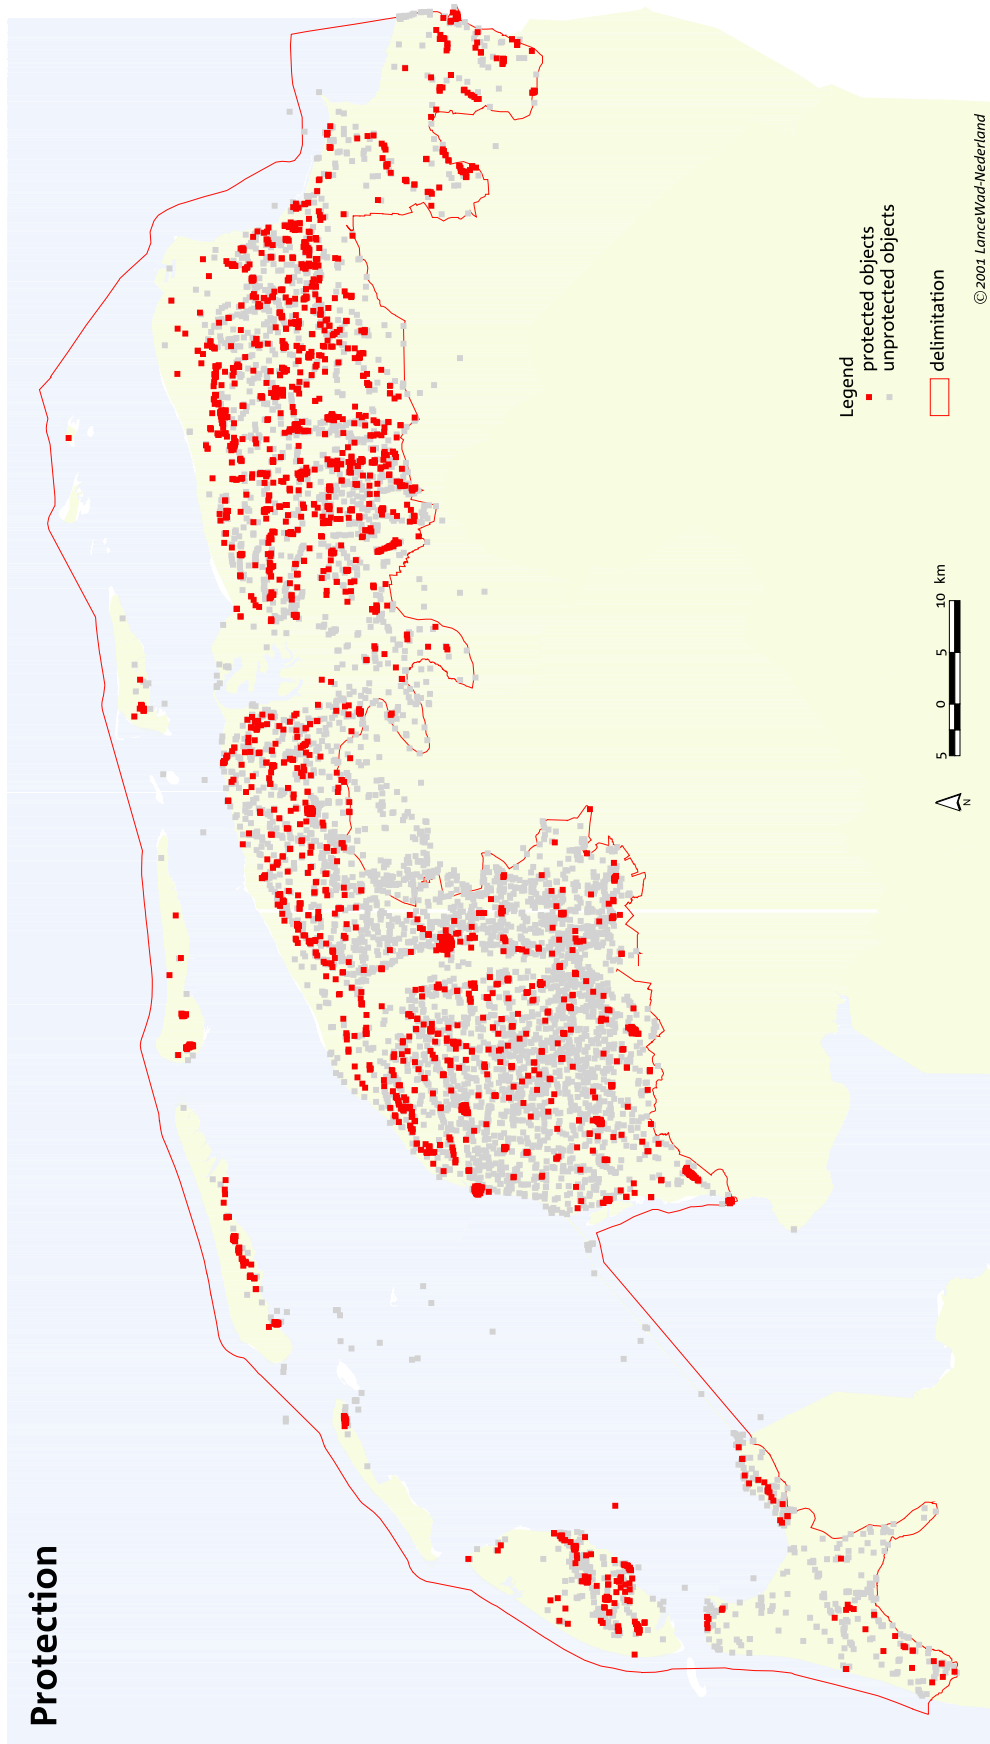 Protection
Legend
protected objects
unprotected objects
delimitation
5 0 5 10 km
N
©2001 LanceWad-Nederland